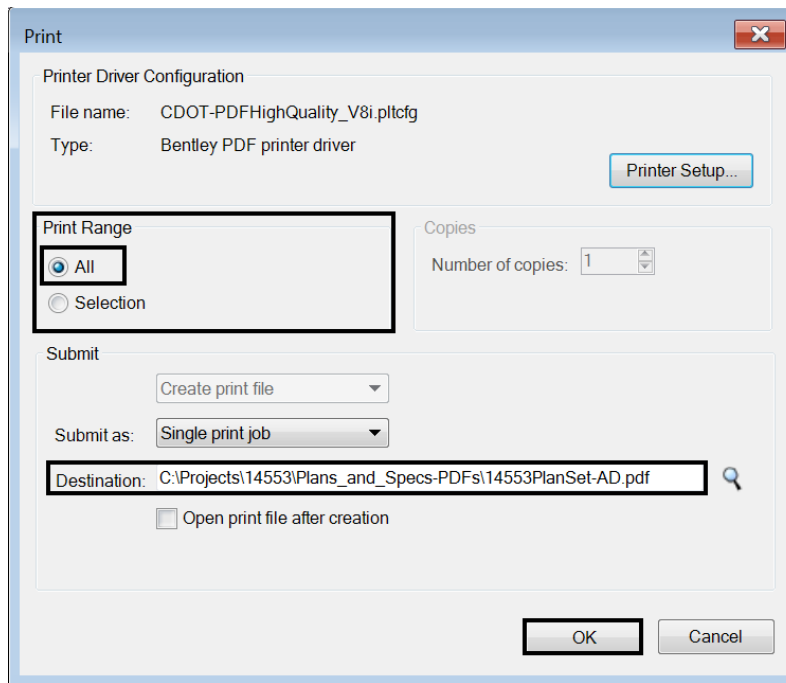 Print
Printer Driver Configuration
File name: CDOT-PDFHighQuality_V8i.pltcfg
Type: Bentley PDF printer driver
Printer Setup...
Print Range
All
Selection
Copies
Number of copies: 1
Submit
Create print file
Submit as: Single print job
Destination: C:\Projects\14553\Plans_and_Specs-PDFs\14553PlanSet-AD.pdf
Open print file after creation
OK Cancel